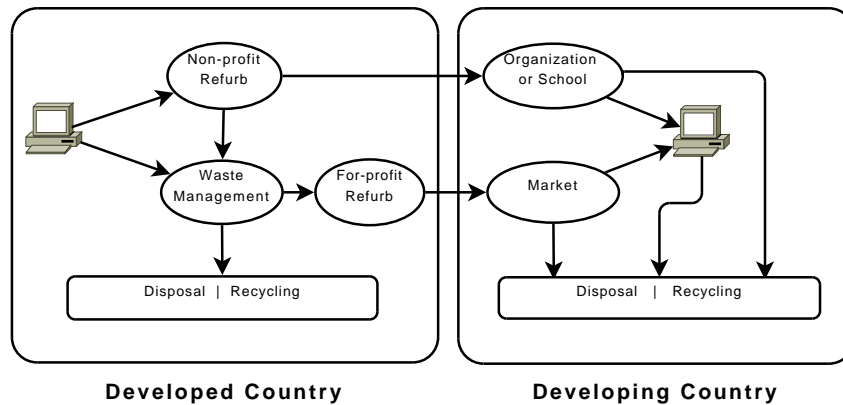 Non-profit
Refurb
Organization
or School
Waste
Management
For-profit
Refurb
Market
Disposal | Recycling
Disposal | Recycling
Developed Country
Developing Country